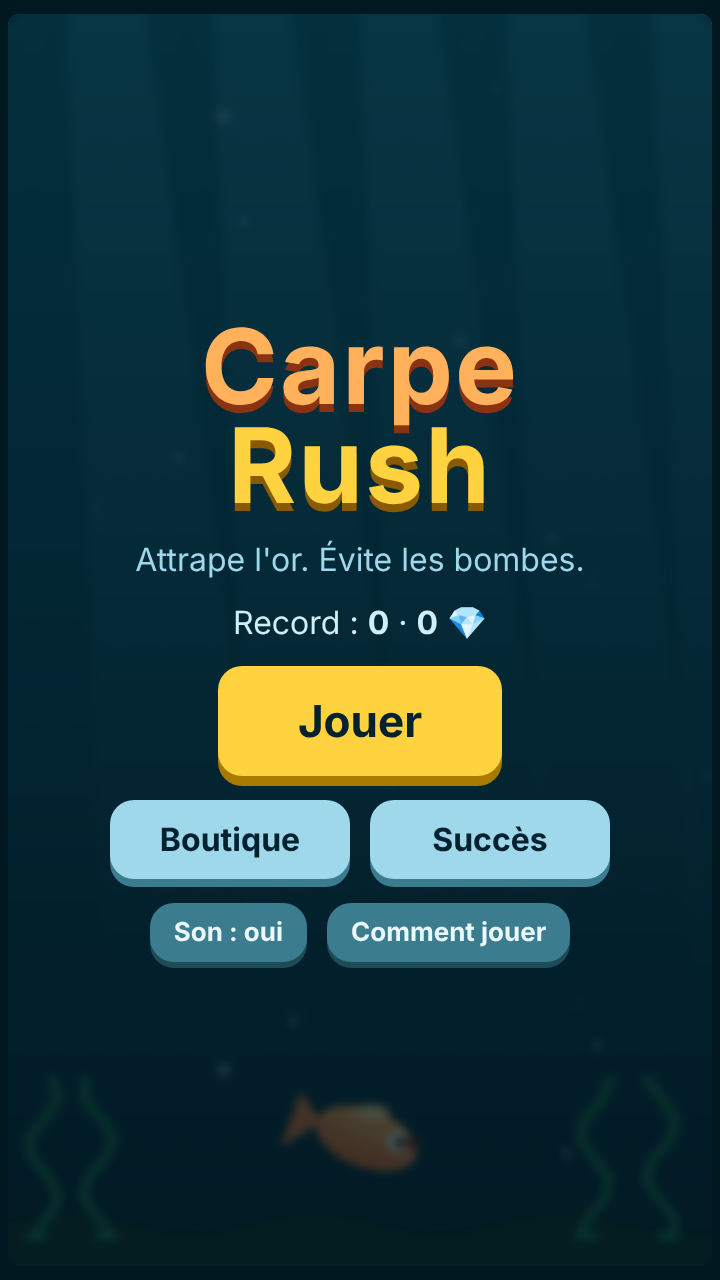 Carpe
Rush
Attrape l'or. Évite les bombes.
Record : 0 · 0 💎
Jouer
Boutique
Succès
Son : oui
Comment jouer